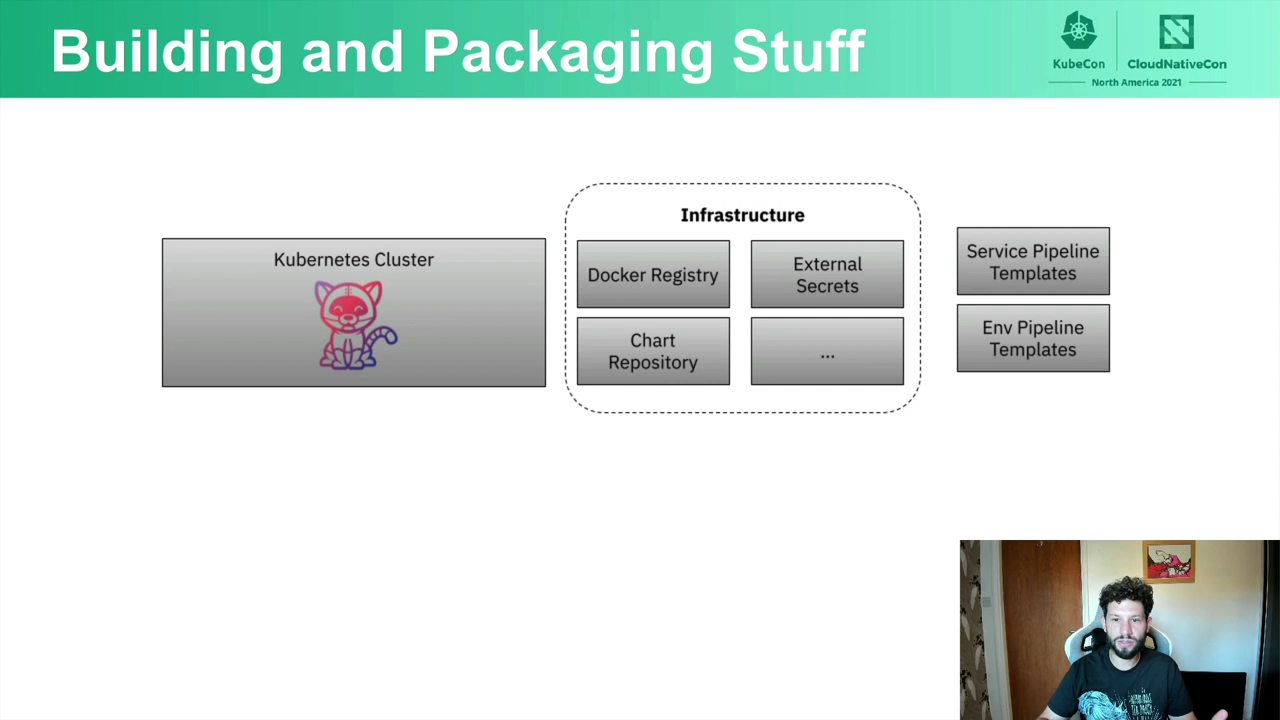 Building and Packaging Stuff
KubeCon
CloudNativeCon
North America 2021
Kubernetes Cluster
Infrastructure
Docker Registry
External
Secrets
Chart
Repository
...
Service Pipeline
Templates
Env Pipeline
Templates